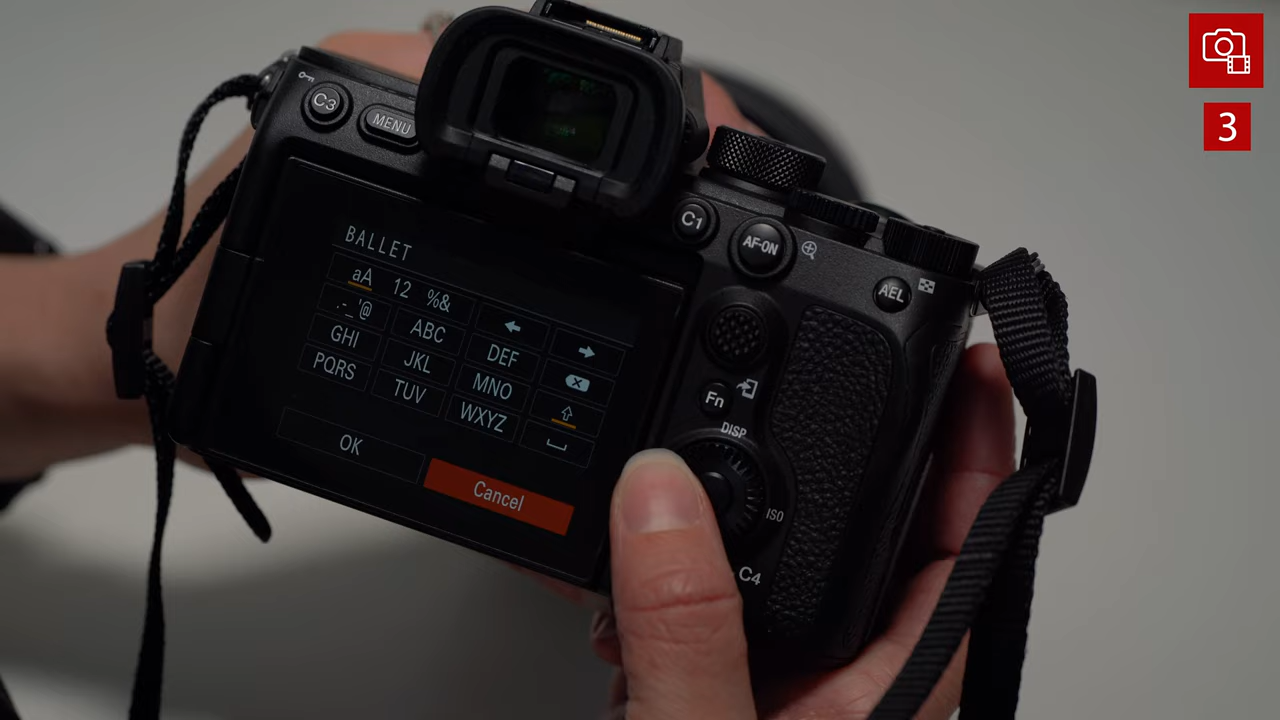 3
C3
MENU
C1
AF-ON
AEL
BALLET
aA 12 %&
.-_'@ ABC DEF
GHI JKL MNO
PQRS TUV WXYZ
OK Cancel
Fn
DISP
ISO
C4